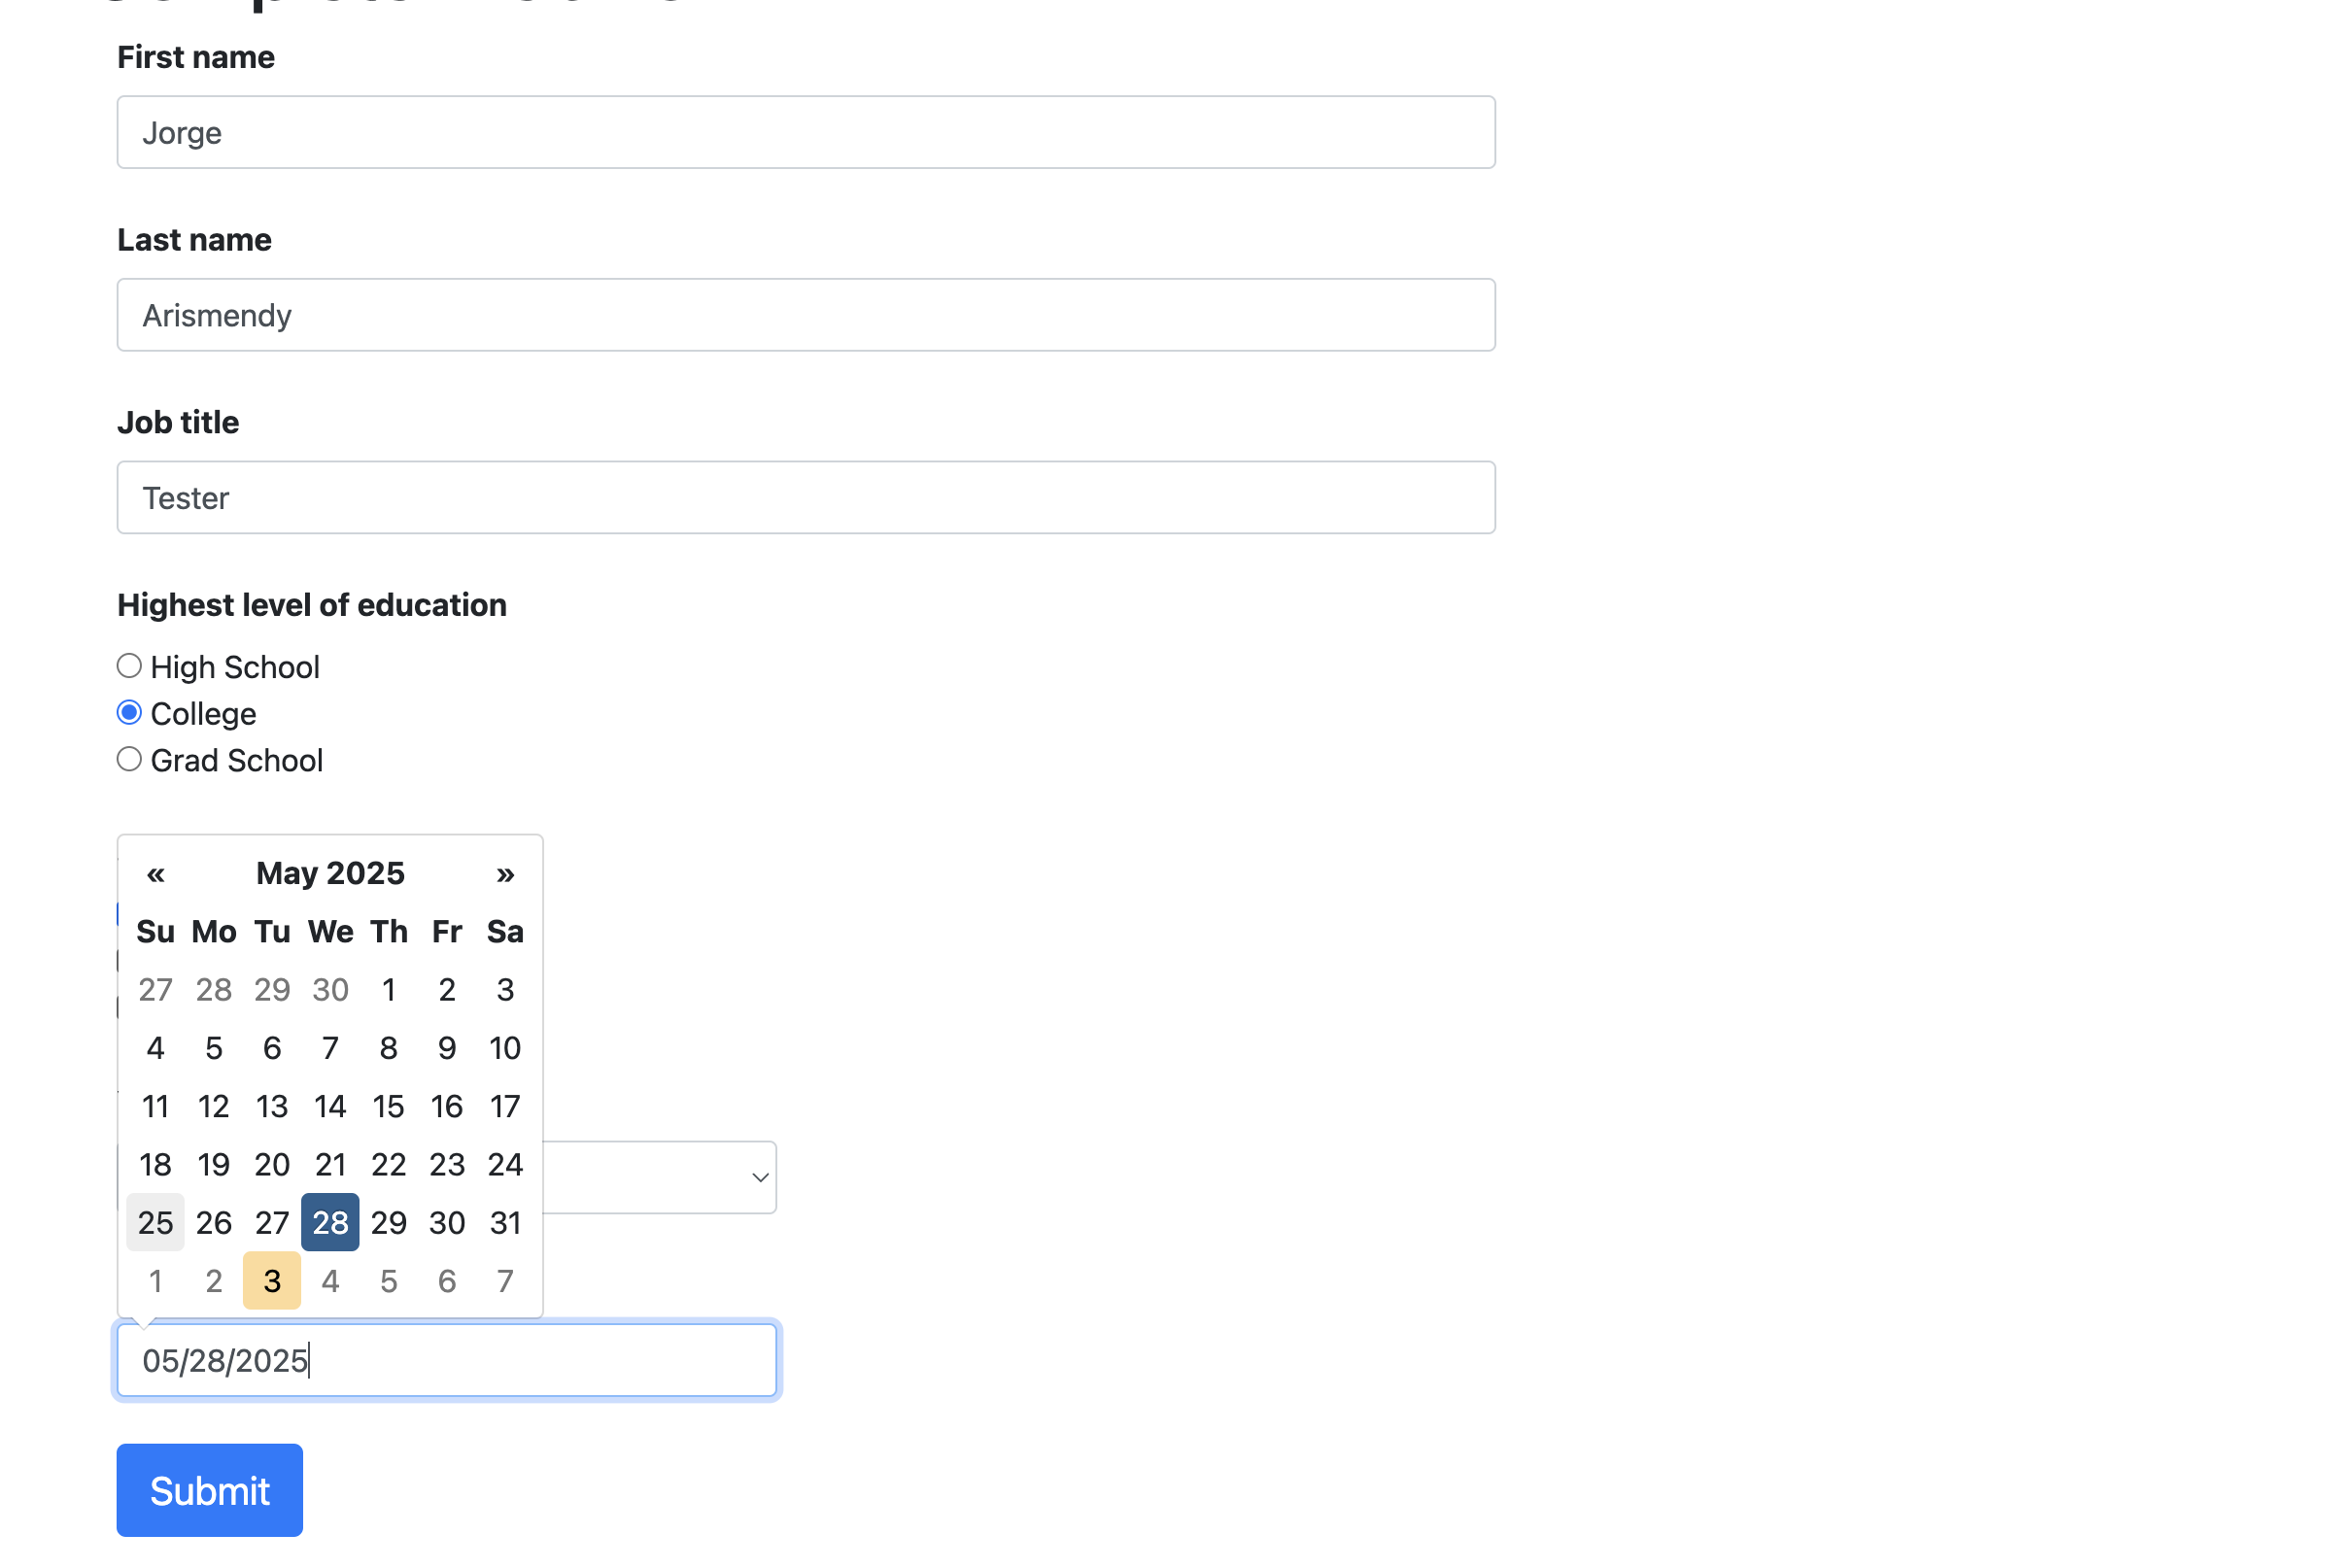 First name
Jorge
Last name
Arismendy
Job title
Tester
Highest level of education
High School
College
Grad School
« May 2025 »
Su Mo Tu We Th Fr Sa
27 28 29 30 1 2 3
4 5 6 7 8 9 10
11 12 13 14 15 16 17
18 19 20 21 22 23 24
25 26 27 28 29 30 31
1 2 3 4 5 6 7
05/28/2025
Submit